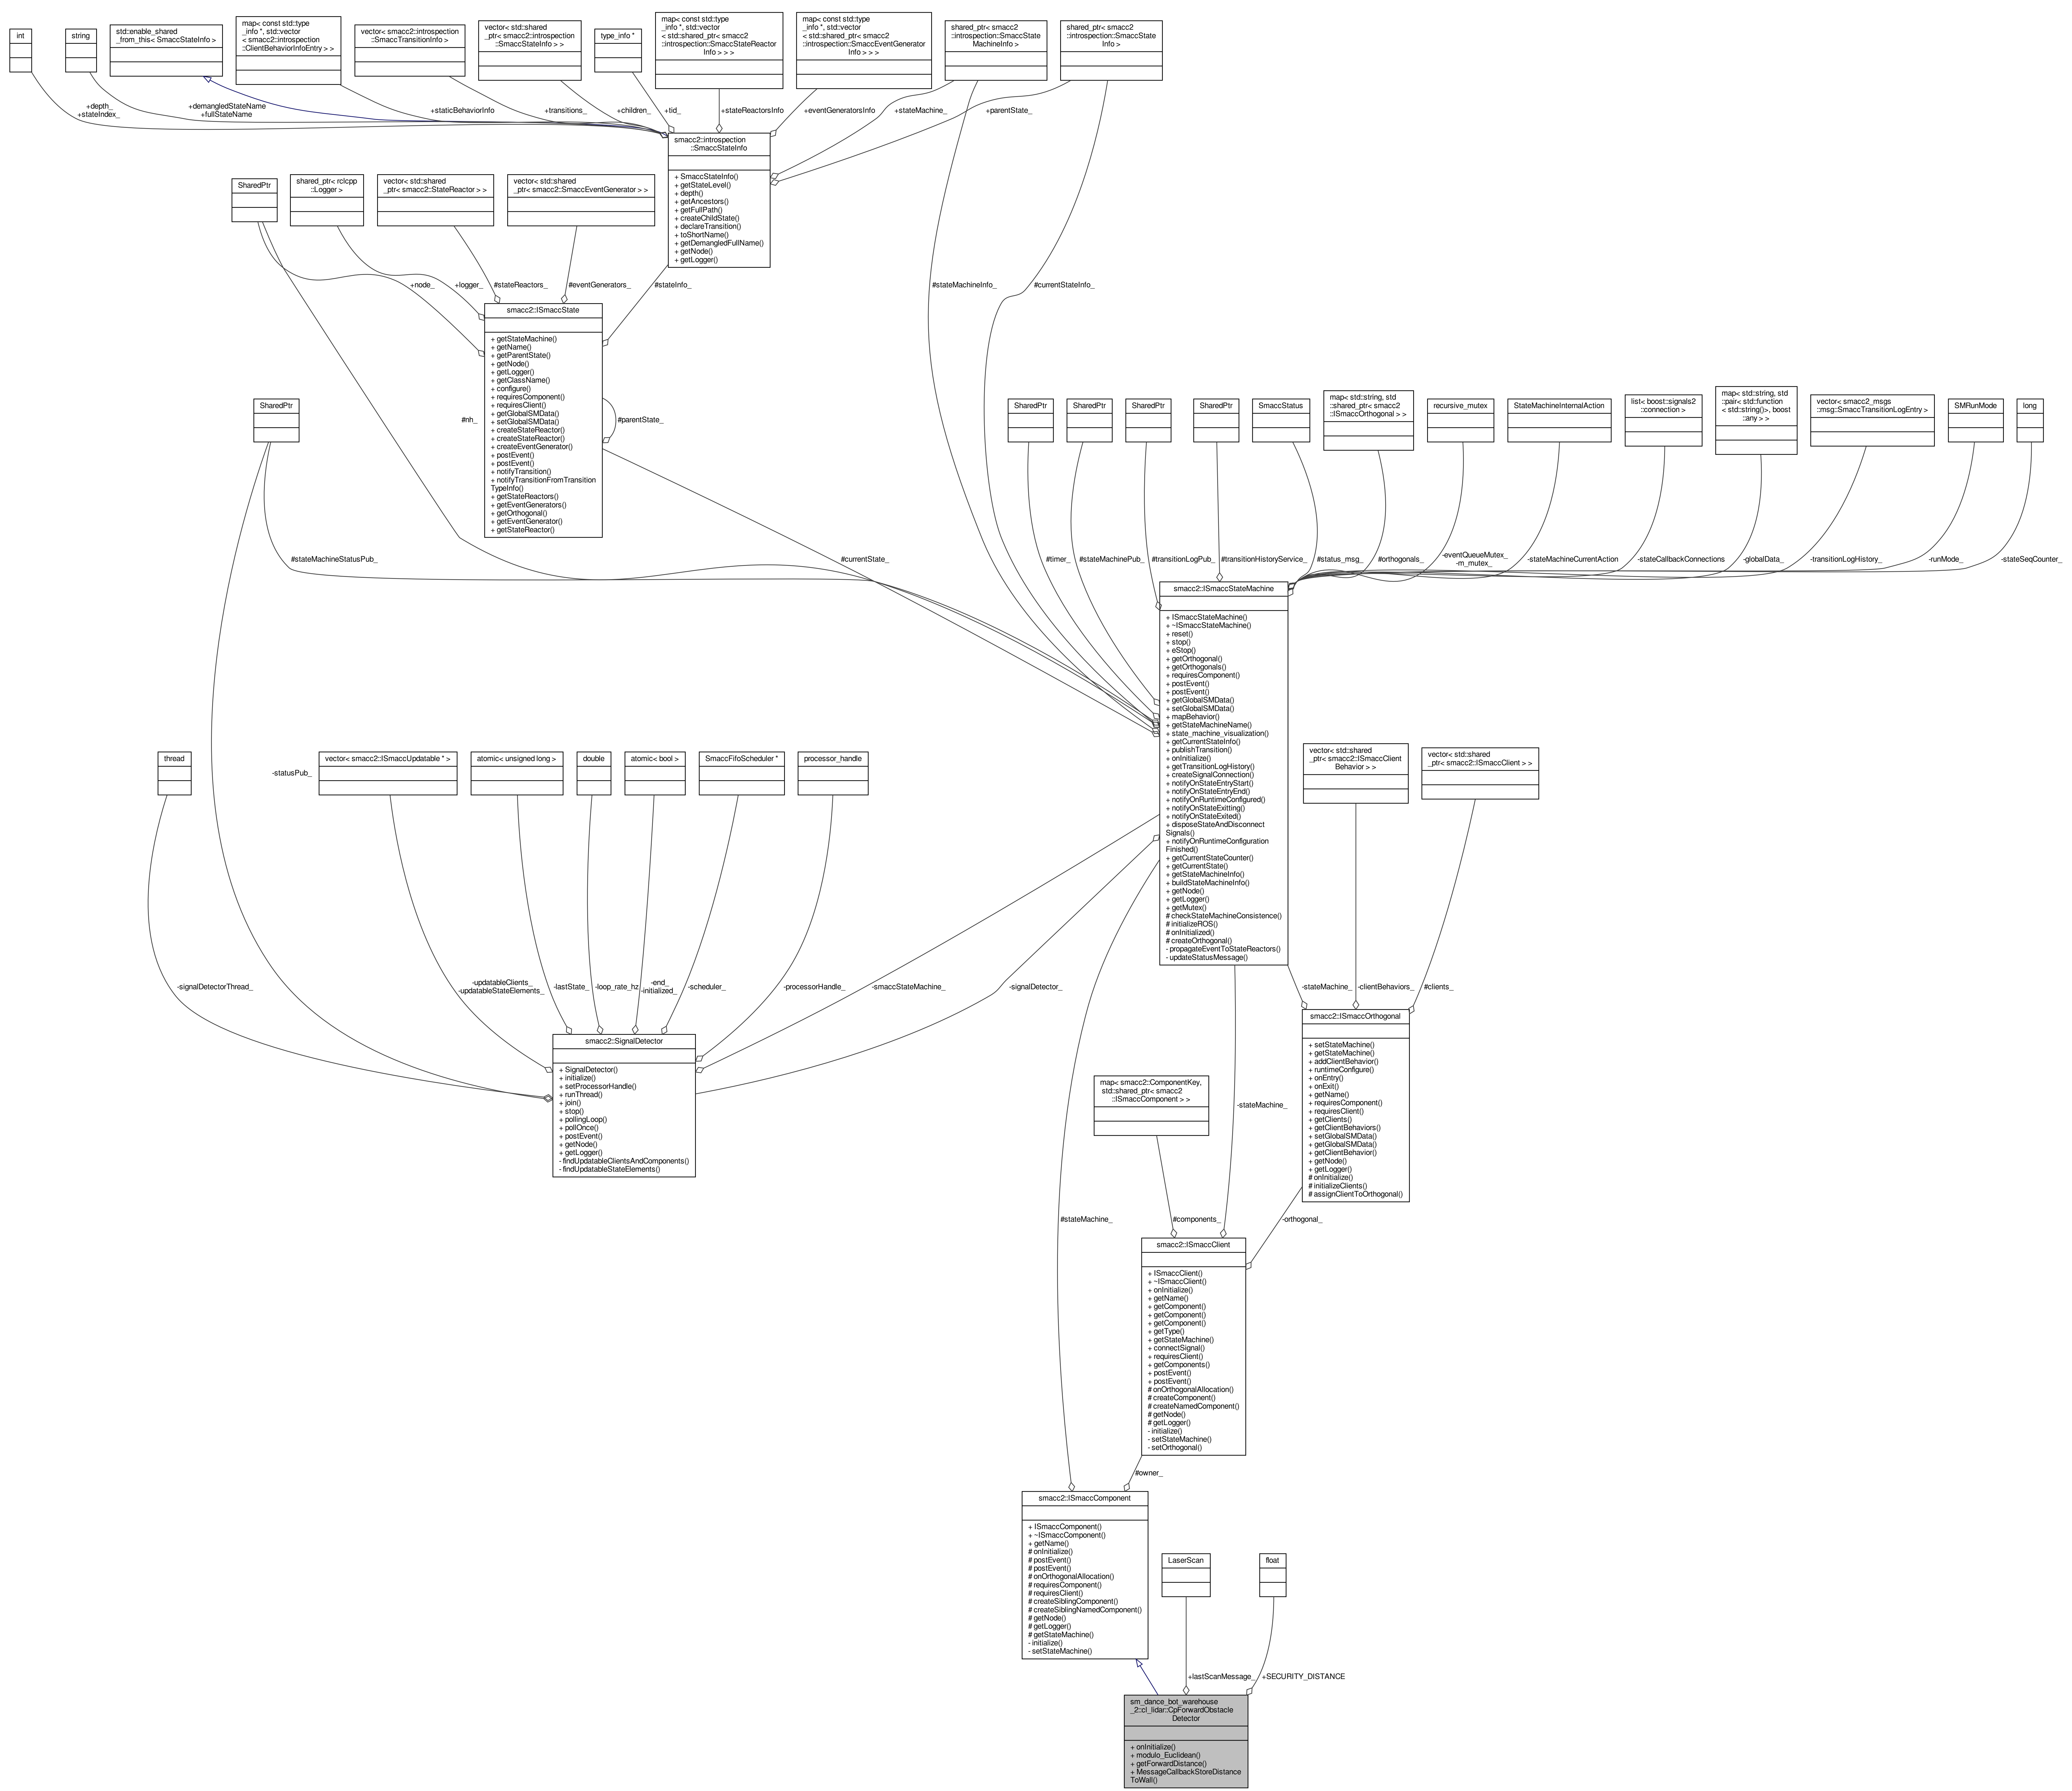 int
string
std::enable_shared
_from_this< SmaccStateInfo >
map< const std::type
_info *, std::vector
< smacc2::introspection
::ClientBehaviorInfoEntry > >
vector< smacc2::introspection
::SmaccTransitionInfo >
vector< std::shared
_ptr< smacc2::introspection
::SmaccStateInfo > >
type_info *
map< const std::type
_info *, std::vector
< std::shared_ptr< smacc2
::introspection::SmaccStateReactor
Info > > >
map< const std::type
_info *, std::vector
< std::shared_ptr< smacc2
::introspection::SmaccEventGenerator
Info > > >
shared_ptr< smacc2
::introspection::SmaccState
MachineInfo >
shared_ptr< smacc2
::introspection::SmaccState
Info >
+depth_
+stateIndex_
+demangledStateName
+fullStateName
+staticBehaviorInfo
+transitions_
+children_
+tid_
+stateReactorsInfo
+eventGeneratorsInfo
+stateMachine_
+parentState_
smacc2::introspection
::SmaccStateInfo
+ SmaccStateInfo()
+ getStateLevel()
+ depth()
+ getAncestors()
+ getFullPath()
+ createChildState()
+ declareTransition()
+ toShortName()
+ getDemangledFullName()
+ getNode()
+ getLogger()
SharedPtr
shared_ptr< rclcpp
::Logger >
vector< std::shared
_ptr< smacc2::StateReactor > >
vector< std::shared
_ptr< smacc2::SmaccEventGenerator > >
+node_
+logger_
#stateReactors_
#eventGenerators_
#stateInfo_
#stateMachineInfo_
#currentStateInfo_
smacc2::ISmaccState
+ getStateMachine()
+ getName()
+ getParentState()
+ getNode()
+ getLogger()
+ getClassName()
+ configure()
+ requiresComponent()
+ requiresClient()
+ getGlobalSMData()
+ setGlobalSMData()
+ createStateReactor()
+ createStateReactor()
+ createEventGenerator()
+ postEvent()
+ postEvent()
+ notifyTransition()
+ notifyTransitionFromTransition
TypeInfo()
+ getStateReactors()
+ getEventGenerators()
+ getOrthogonal()
+ getEventGenerator()
+ getStateReactor()
#parentState_
#nh_
SharedPtr
SharedPtr
SharedPtr
SharedPtr
SharedPtr
SmaccStatus
map< std::string, std
::shared_ptr< smacc2
::ISmaccOrthogonal > >
recursive_mutex
StateMachineInternalAction
list< boost::signals2
::connection >
map< std::string, std
::pair< std::function
< std::string()>, boost
::any > >
vector< smacc2_msgs
::msg::SmaccTransitionLogEntry >
SMRunMode
long
#stateMachineStatusPub_
#currentState_
#timer_
#stateMachinePub_
#transitionLogPub_
#transitionHistoryService_
#status_msg_
#orthogonals_
-eventQueueMutex_
-m_mutex_
-stateMachineCurrentAction
-stateCallbackConnections
-globalData_
-transitionLogHistory_
-runMode_
-stateSeqCounter_
smacc2::ISmaccStateMachine
+ ISmaccStateMachine()
+ ~ISmaccStateMachine()
+ reset()
+ stop()
+ eStop()
+ getOrthogonal()
+ getOrthogonals()
+ requiresComponent()
+ postEvent()
+ postEvent()
+ getGlobalSMData()
+ setGlobalSMData()
+ mapBehavior()
+ getStateMachineName()
+ state_machine_visualization()
+ getCurrentStateInfo()
+ publishTransition()
+ onInitialize()
+ getTransitionLogHistory()
+ createSignalConnection()
+ notifyOnStateEntryStart()
+ notifyOnStateEntryEnd()
+ notifyOnRuntimeConfigured()
+ notifyOnStateExitting()
+ notifyOnStateExited()
+ disposeStateAndDisconnect
Signals()
+ notifyOnRuntimeConfiguration
Finished()
+ getCurrentStateCounter()
+ getCurrentState()
+ getStateMachineInfo()
+ buildStateMachineInfo()
+ getNode()
+ getLogger()
+ getMutex()
# checkStateMachineConsistence()
# initializeROS()
# onInitialized()
# createOrthogonal()
- propagateEventToStateReactors()
- updateStatusMessage()
thread
-statusPub_
vector< smacc2::ISmaccUpdatable * >
atomic< unsigned long >
double
atomic< bool >
SmaccFifoScheduler *
processor_handle
vector< std::shared
_ptr< smacc2::ISmaccClient
Behavior > >
vector< std::shared
_ptr< smacc2::ISmaccClient > >
-signalDetectorThread_
-updatableClients_
-updatableStateElements_
-lastState_
-loop_rate_hz
-end_
-initialized_
-scheduler_
-processorHandle_
-smaccStateMachine_
-signalDetector_
-stateMachine_
-clientBehaviors_
#clients_
smacc2::SignalDetector
+ SignalDetector()
+ initialize()
+ setProcessorHandle()
+ runThread()
+ join()
+ stop()
+ pollingLoop()
+ pollOnce()
+ postEvent()
+ getNode()
+ getLogger()
- findUpdatableClientsAndComponents()
- findUpdatableStateElements()
smacc2::ISmaccOrthogonal
+ setStateMachine()
+ getStateMachine()
+ addClientBehavior()
+ runtimeConfigure()
+ onEntry()
+ onExit()
+ getName()
+ requiresComponent()
+ requiresClient()
+ getClients()
+ getClientBehaviors()
+ setGlobalSMData()
+ getGlobalSMData()
+ getClientBehavior()
+ getNode()
+ getLogger()
# onInitialize()
# initializeClients()
# assignClientToOrthogonal()
map< smacc2::ComponentKey,
std::shared_ptr< smacc2
::ISmaccComponent > >
-stateMachine_
#stateMachine_
#components_
-orthogonal_
smacc2::ISmaccClient
+ ISmaccClient()
+ ~ISmaccClient()
+ onInitialize()
+ getName()
+ getComponent()
+ getComponent()
+ getComponent()
+ getType()
+ getStateMachine()
+ connectSignal()
+ requiresClient()
+ getComponents()
+ postEvent()
+ postEvent()
# onOrthogonalAllocation()
# createComponent()
# createNamedComponent()
# getNode()
# getLogger()
- initialize()
- setStateMachine()
- setOrthogonal()
#owner_
smacc2::ISmaccComponent
+ ISmaccComponent()
+ ~ISmaccComponent()
+ getName()
# onInitialize()
# postEvent()
# postEvent()
# onOrthogonalAllocation()
# requiresComponent()
# requiresClient()
# createSiblingComponent()
# createSiblingNamedComponent()
# getNode()
# getLogger()
# getStateMachine()
- initialize()
- setStateMachine()
LaserScan
float
+lastScanMessage_
+SECURITY_DISTANCE
sm_dance_bot_warehouse
_2::cl_lidar::CpForwardObstacle
Detector
+ onInitialize()
+ modulo_Euclidean()
+ getForwardDistance()
+ MessageCallbackStoreDistance
ToWall()